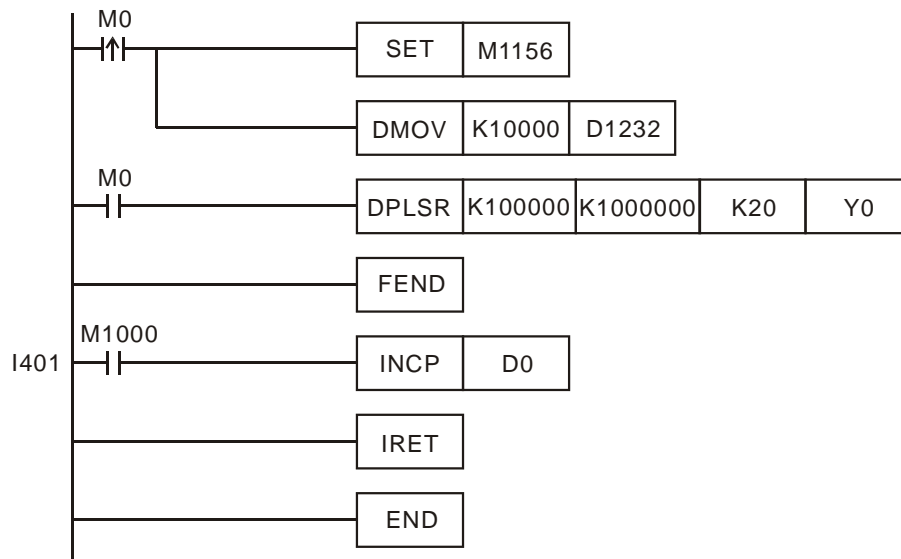 M0
SET M1156
DMOV K10000 D1232
M0
DPLSR K100000 K1000000 K20 Y0
FEND
M1000
I401 INCP D0
IRET
END